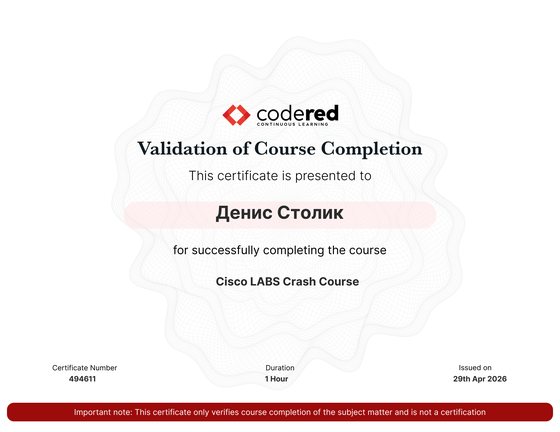 codered
CONTINUOUS LEARNING
Validation of Course Completion
This certificate is presented to
Денис Столик
for successfully completing the course
Cisco LABS Crash Course
Certificate Number
494611
Duration
1 Hour
Issued on
29th Apr 2026
Important note: This certificate only verifies course completion of the subject matter and is not a certification